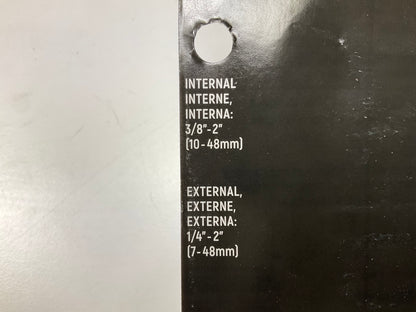 INTERNAL
INTERNE,
INTERNA:
3/8"-2"
(10-48mm)
EXTERNAL,
EXTERNE,
EXTERNA:
1/4"-2"
(7-48mm)